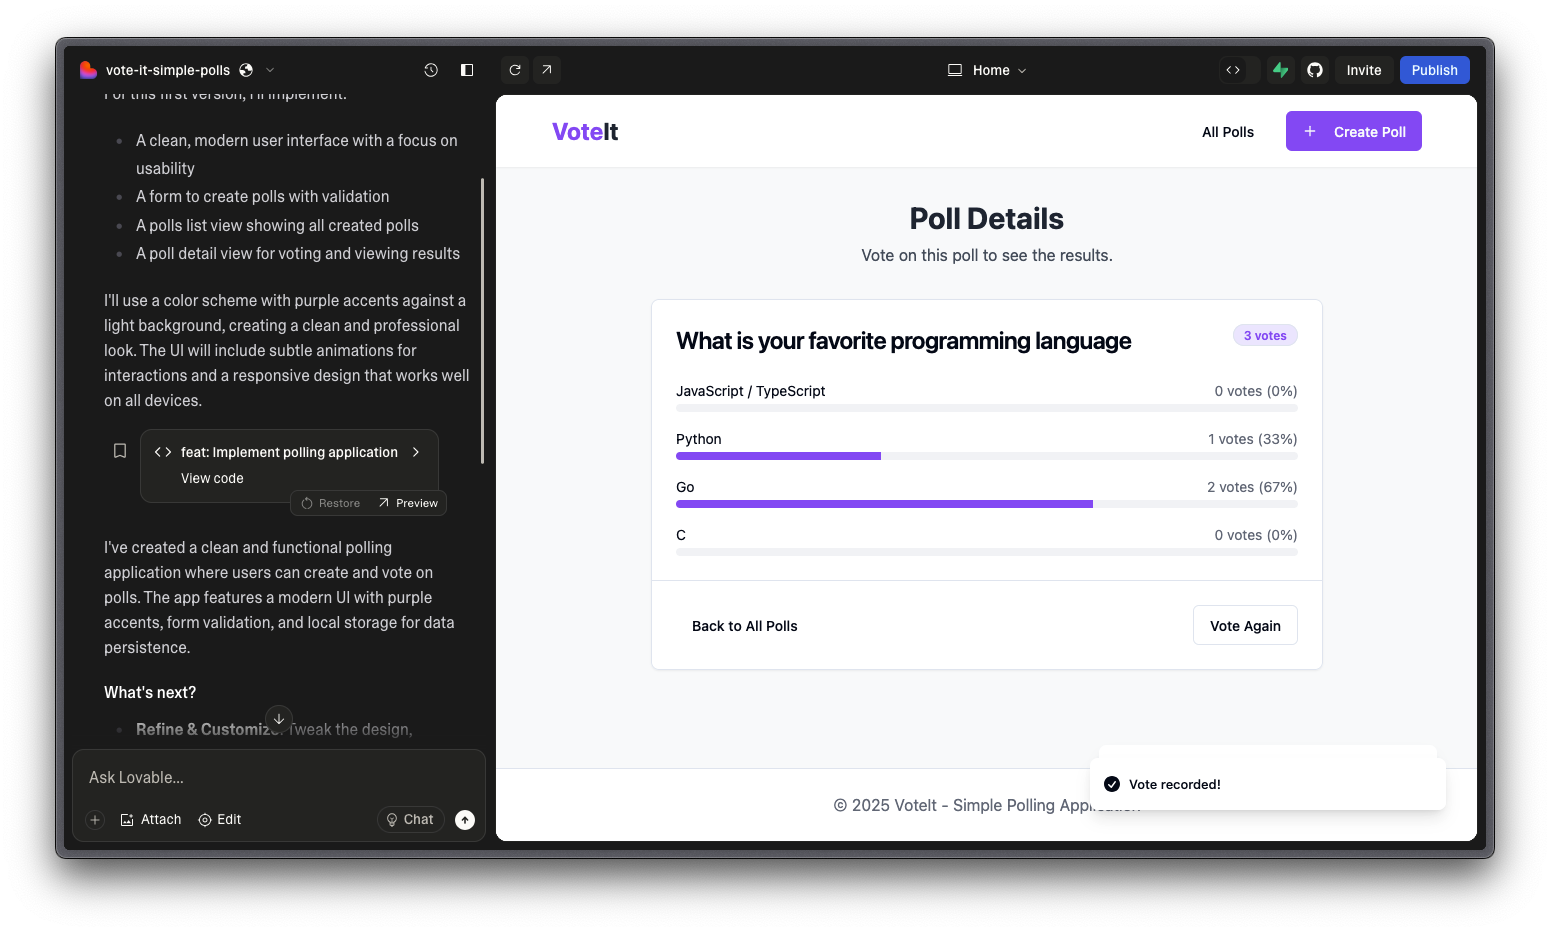 vote-it-simple-polls
Home
Invite
Publish
For this first version, I'll implement:
A clean, modern user interface with a focus on
usability
A form to create polls with validation
A polls list view showing all created polls
A poll detail view for voting and viewing results
I'll use a color scheme with purple accents against a
light background, creating a clean and professional
look. The UI will include subtle animations for
interactions and a responsive design that works well
on all devices.
feat: Implement polling application
View code
Restore
Preview
I've created a clean and functional polling
application where users can create and vote on
polls. The app features a modern UI with purple
accents, form validation, and local storage for data
persistence.
What's next?
Refine & Customize: Tweak the design,
Ask Lovable...
Attach
Edit
Chat
VoteIt
All Polls
Create Poll
Poll Details
Vote on this poll to see the results.
What is your favorite programming language
3 votes
JavaScript / TypeScript
0 votes (0%)
Python
1 votes (33%)
Go
2 votes (67%)
C
0 votes (0%)
Back to All Polls
Vote Again
Vote recorded!
© 2025 VoteIt - Simple Polling Application